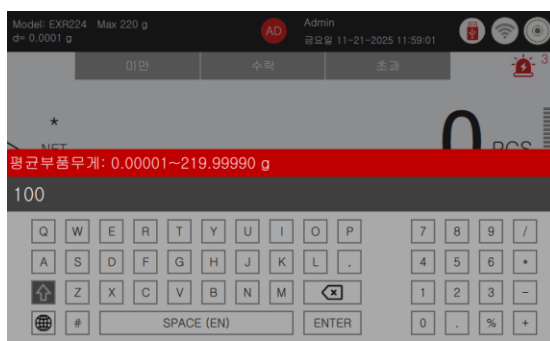 Model: EXR224 Max 220 g
d= 0.0001 g
AD
Admin
금요일 11-21-2025 11:59:01
미만 수락 초과
3
*
NET
0 PCS
평균부품무게: 0.00001~219.99990 g
100
Q W E R T Y U I O P 7 8 9 /
A S D F G H J K L . 4 5 6 *
Z X C V B N M 1 2 3 -
# SPACE (EN) ENTER 0 . % +